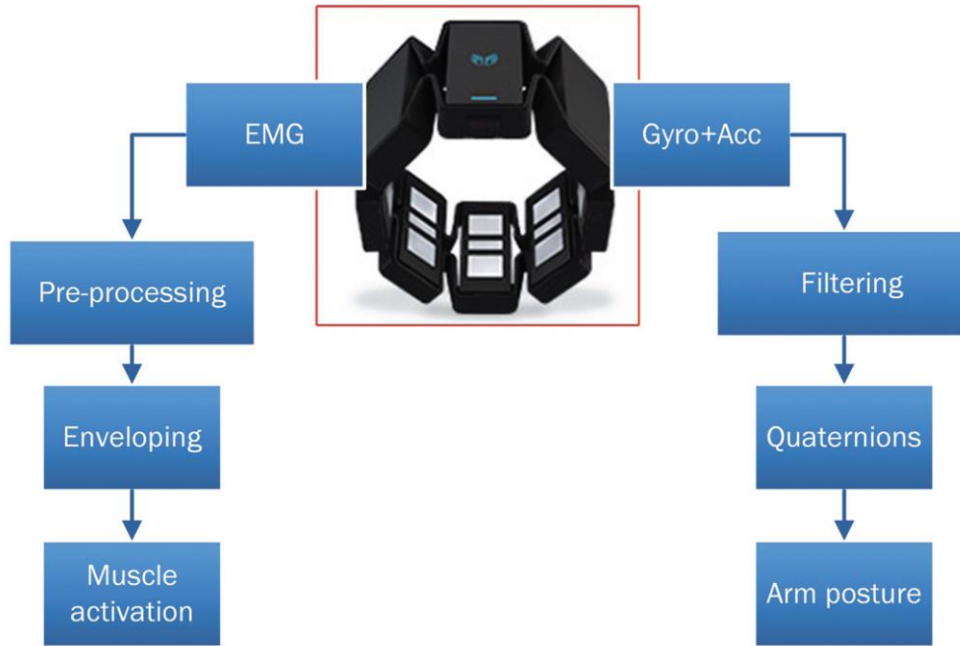 EMG
Gyro+Acc
Pre-processing
Filtering
Enveloping
Quaternions
Muscle
activation
Arm posture